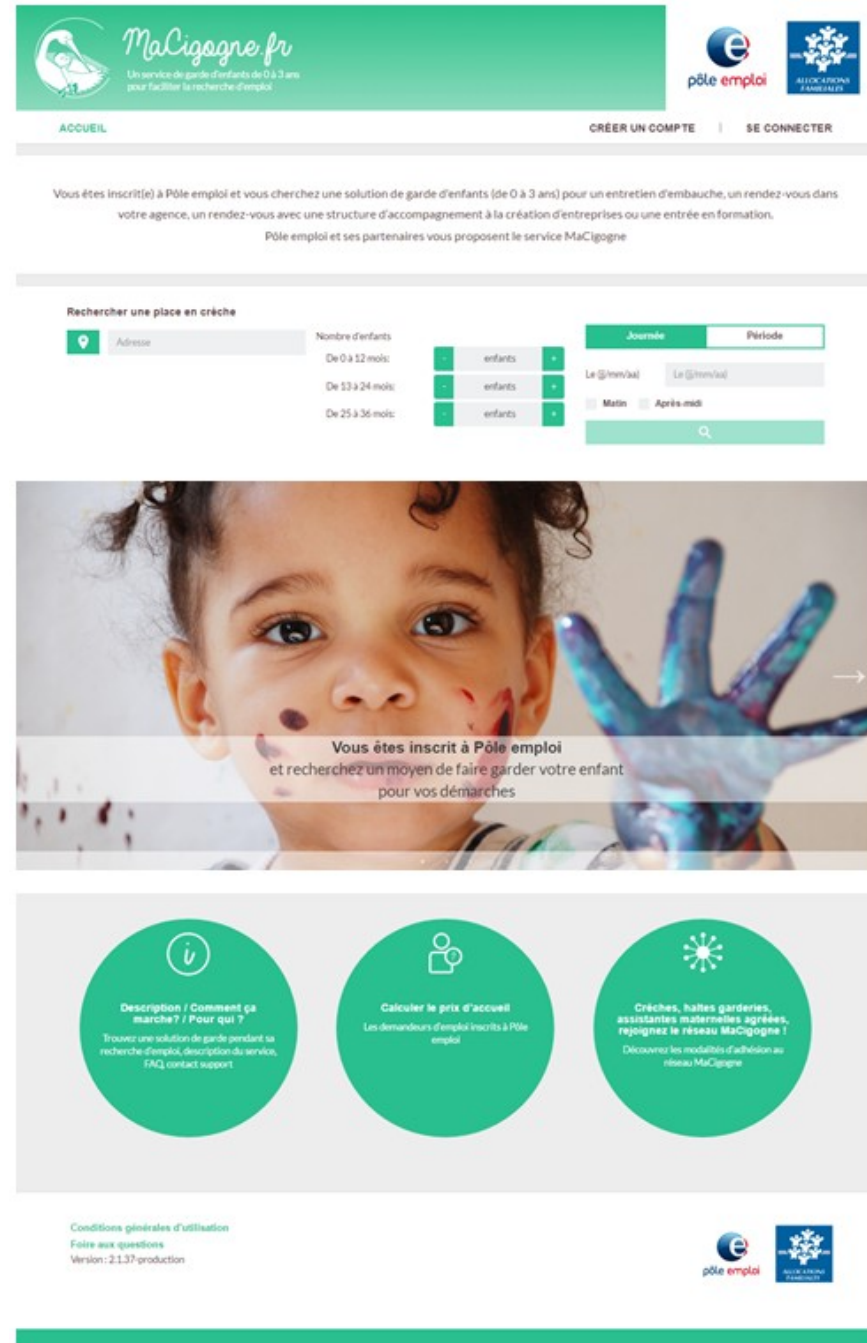 MaCigogne.fr
Un service de garde d'enfants de 0 à 3 ans
pour faciliter la recherche d'emploi
pôle emploi
ALLOCATIONS
FAMILIALES
ACCUEIL
CRÉER UN COMPTE | SE CONNECTER
Vous êtes inscrit(e) à Pôle emploi et vous cherchez une solution de garde d'enfants (de 0 à 3 ans) pour un entretien d'embauche, un rendez-vous dans
votre agence, un rendez-vous avec une structure d'accompagnement à la création d'entreprises ou une entrée en formation.
Pôle emploi et ses partenaires vous proposent le service MaCigogne
Rechercher une place en crèche
Adresse
Nombre d'enfants
De 0 à 12 mois: - enfants +
De 13 à 24 mois: - enfants +
De 25 à 36 mois: - enfants +
Journée Période
Le (jj/mm/aa) Le (jj/mm/aa)
Matin Après-midi
Vous êtes inscrit à Pôle emploi
et recherchez un moyen de faire garder votre enfant
pour vos démarches
i
Description / Comment ça
marche? / Pour qui ?
Trouvez une solution de garde pendant sa
recherche d'emploi, description du service,
FAQ, contact support
?
Calculer le prix d'accueil
Les demandeurs d'emploi inscrits à Pôle
emploi
Crèches, haltes garderies,
assistantes maternelles agréées,
rejoignez le réseau MaCigogne !
Découvrez les modalités d'adhésion au
réseau MaCigogne
Conditions générales d'utilisation
Foire aux questions
Version : 2.1.37-production
pôle emploi
ALLOCATIONS
FAMILIALES